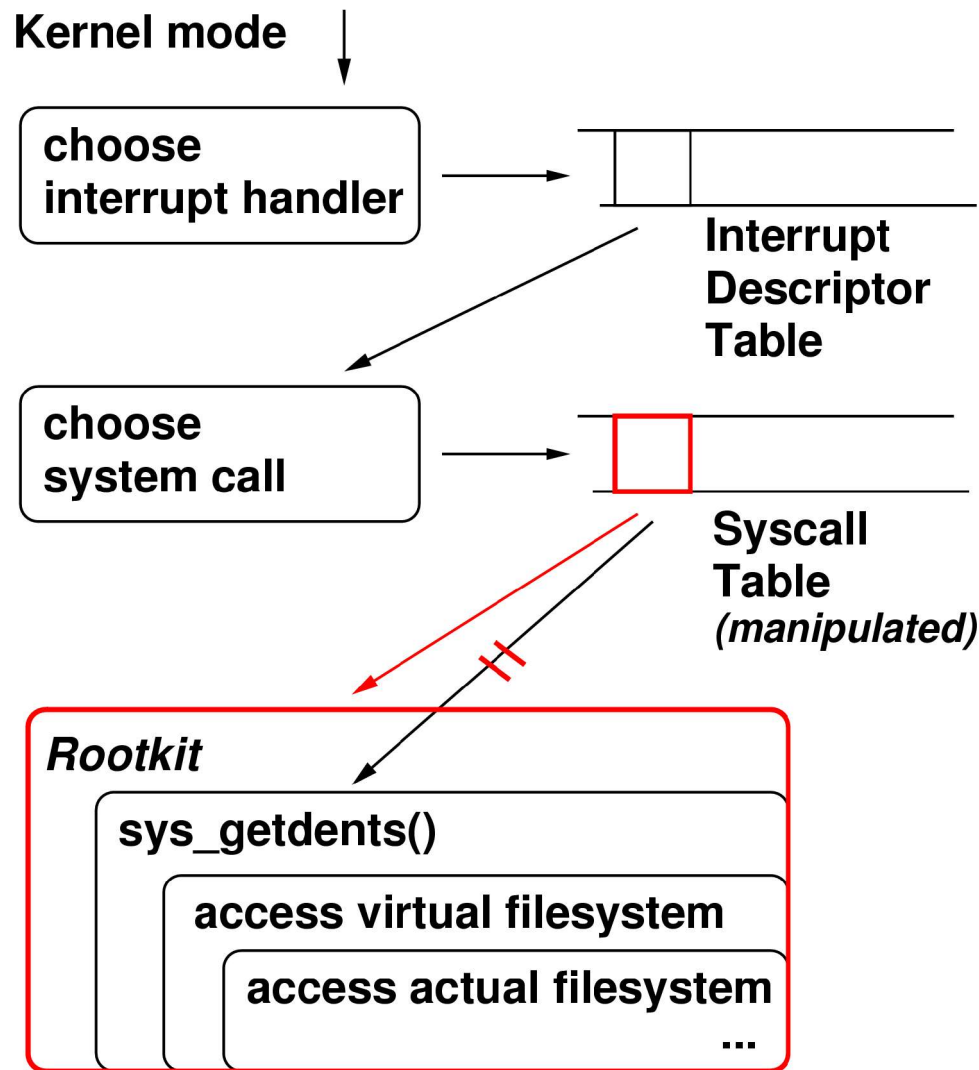 Kernel mode
choose
interrupt handler
Interrupt
Descriptor
Table
choose
system call
Syscall
Table
(manipulated)
Rootkit
sys_getdents()
access virtual filesystem
access actual filesystem
...